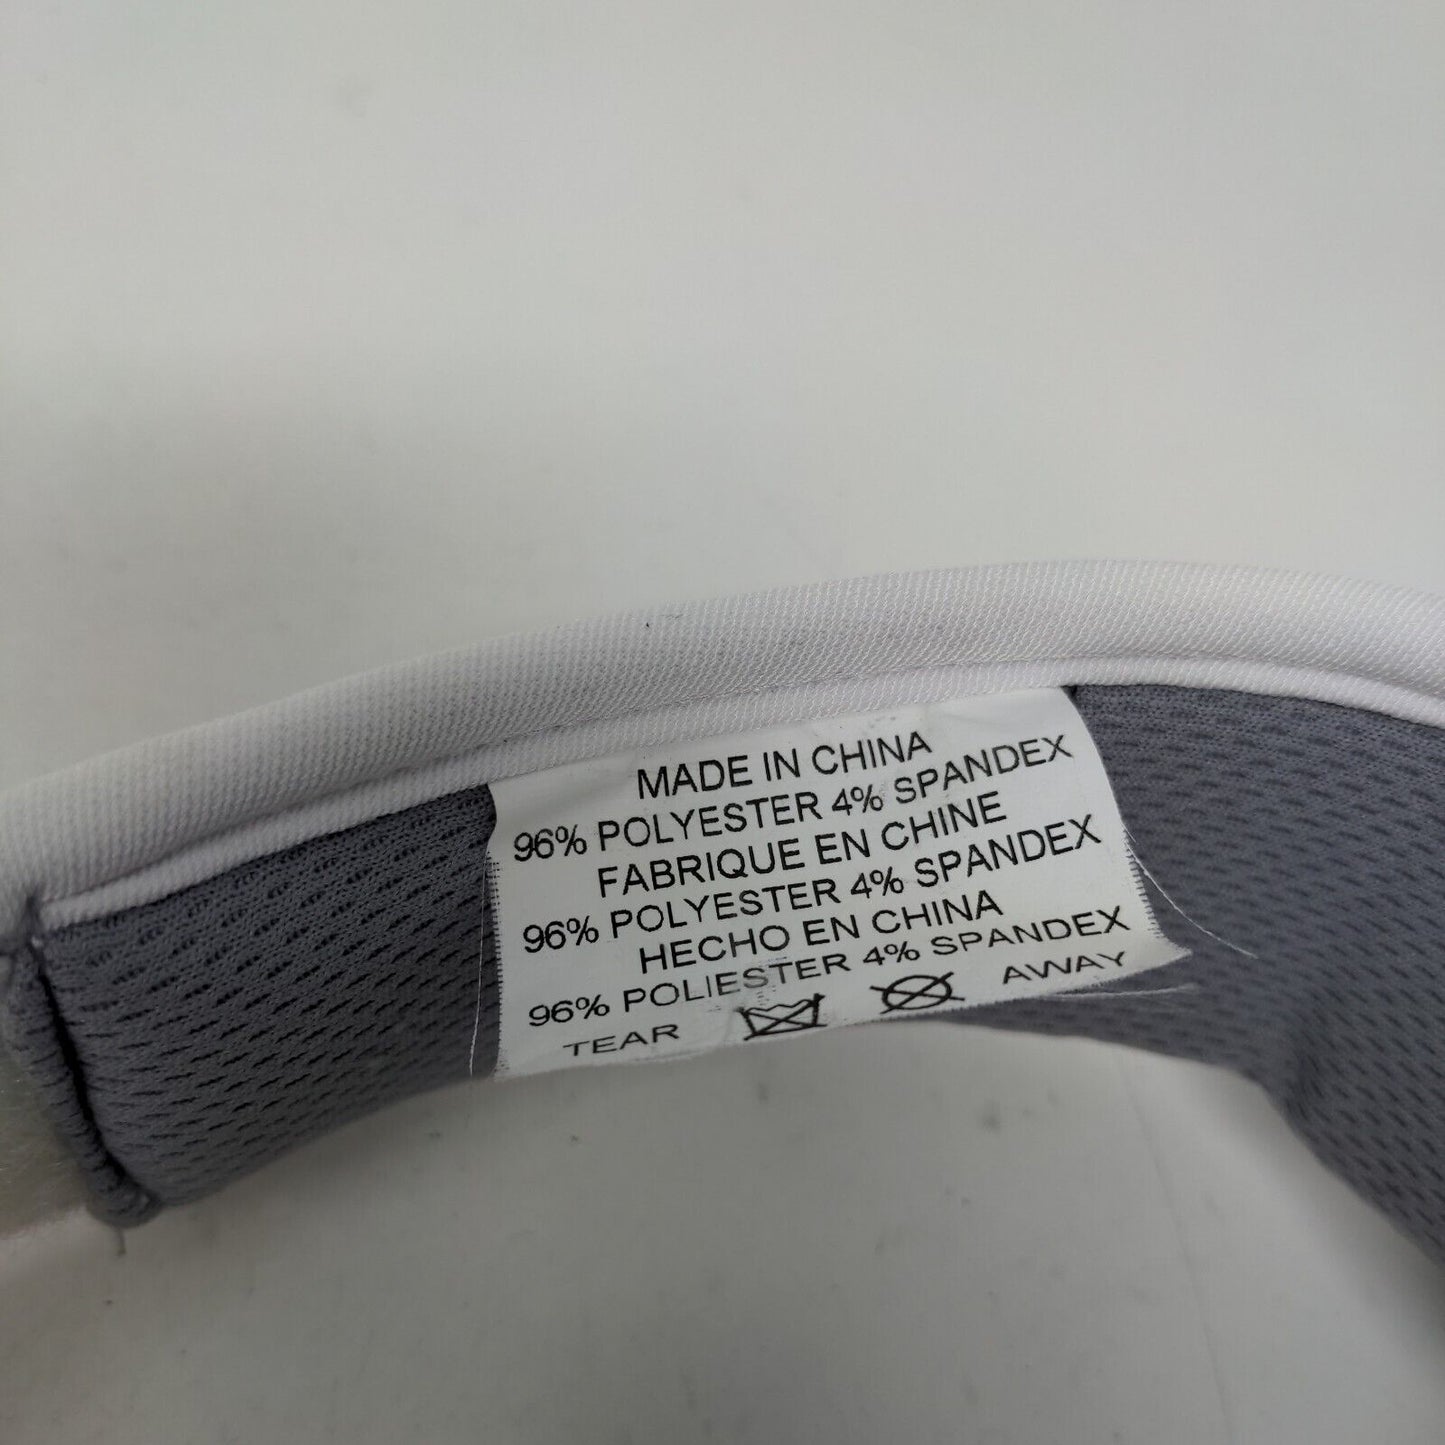 MADE IN CHINA
96% POLYESTER 4% SPANDEX
FABRIQUE EN CHINE
96% POLYESTER 4% SPANDEX
HECHO EN CHINA
96% POLIESTER 4% SPANDEX
TEAR AWAY